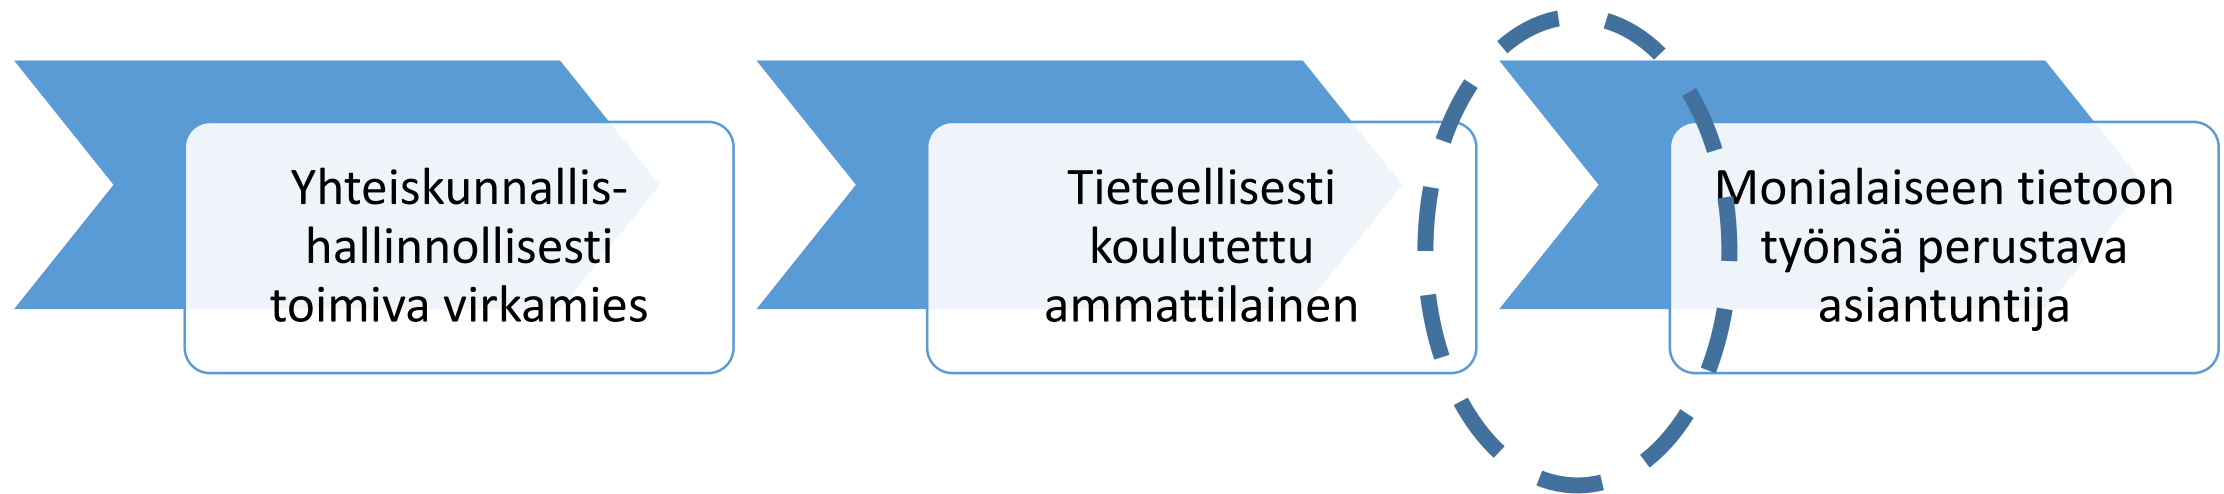 Yhteiskunnallis-
hallinnollisesti
toimiva virkamies
Tieteellisesti
koulutettu
ammattilainen
Monialaiseen tietoon
työnsä perustava
asiantuntija